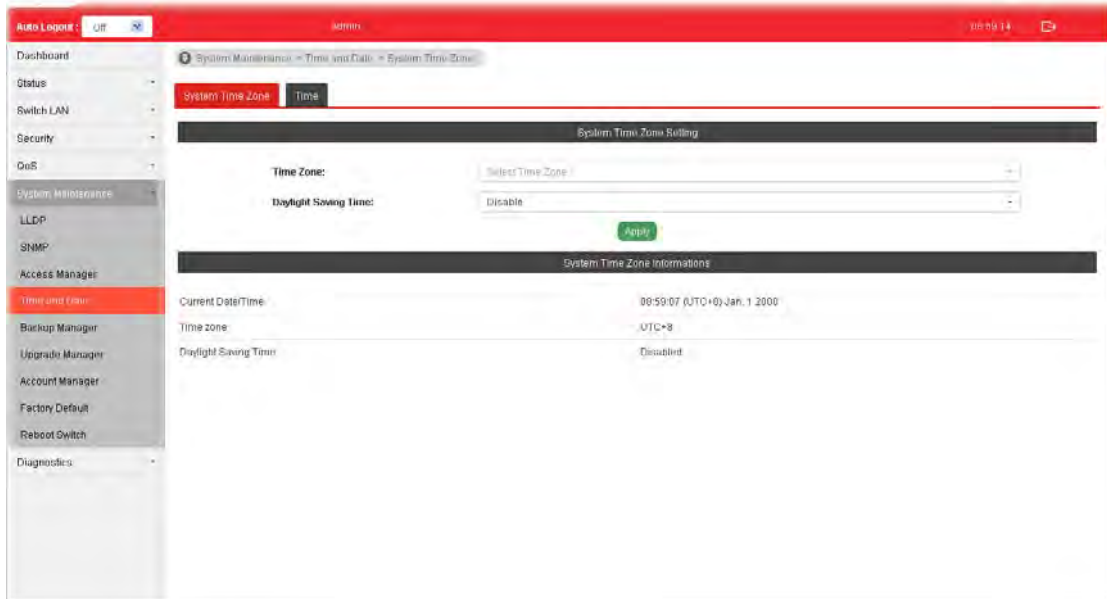 Auto Logout : Off
admin
Dashboard
System Maintenance » Time and Date » System Time Zone
Status
Switch LAN
Security
QoS
System Maintenance
LLDP
SNMP
Access Manager
Time and Date
Backup Manager
Upgrade Manager
Account Manager
Factory Default
Reboot Switch
Diagnostics
System Time Zone
Time
System Time Zone Setting
Time Zone:
Select Time Zone
Daylight Saving Time:
Disable
Apply
System Time Zone Informations
Current Date/Time
08:59:07 (UTC+8) Jan. 1 2000
Time zone
UTC+8
Daylight Saving Time
Disabled